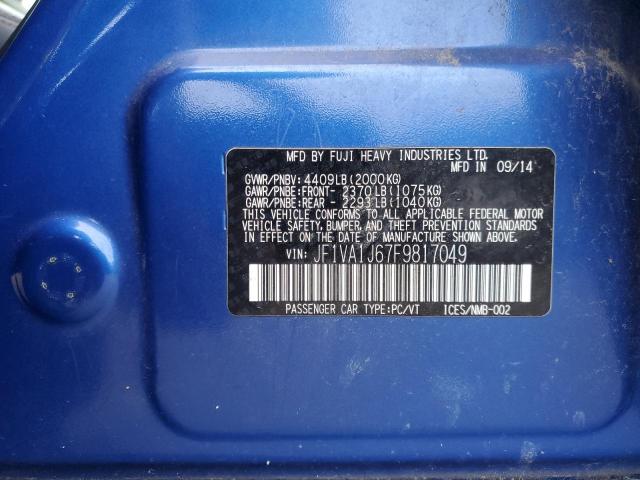 MFD BY FUJI HEAVY INDUSTRIES LTD.
MFD IN 09/14
GVWR/PNBV: 4409LB(2000KG)
GAWR/PNBE:FRONT- 2370LB(1075KG)
GAWR/PNBE:REAR - 2293LB(1040KG)
THIS VEHICLE CONFORMS TO ALL APPLICABLE FEDERAL MOTOR
VEHICLE SAFETY, BUMPER, AND THEFT PREVENTION STANDARDS
IN EFFECT ON THE DATE OF MANUFACTURE SHOWN ABOVE.
VIN: JF1VA1J67F9817049
PASSENGER CAR TYPE:PC/VT ICES/NMB-002